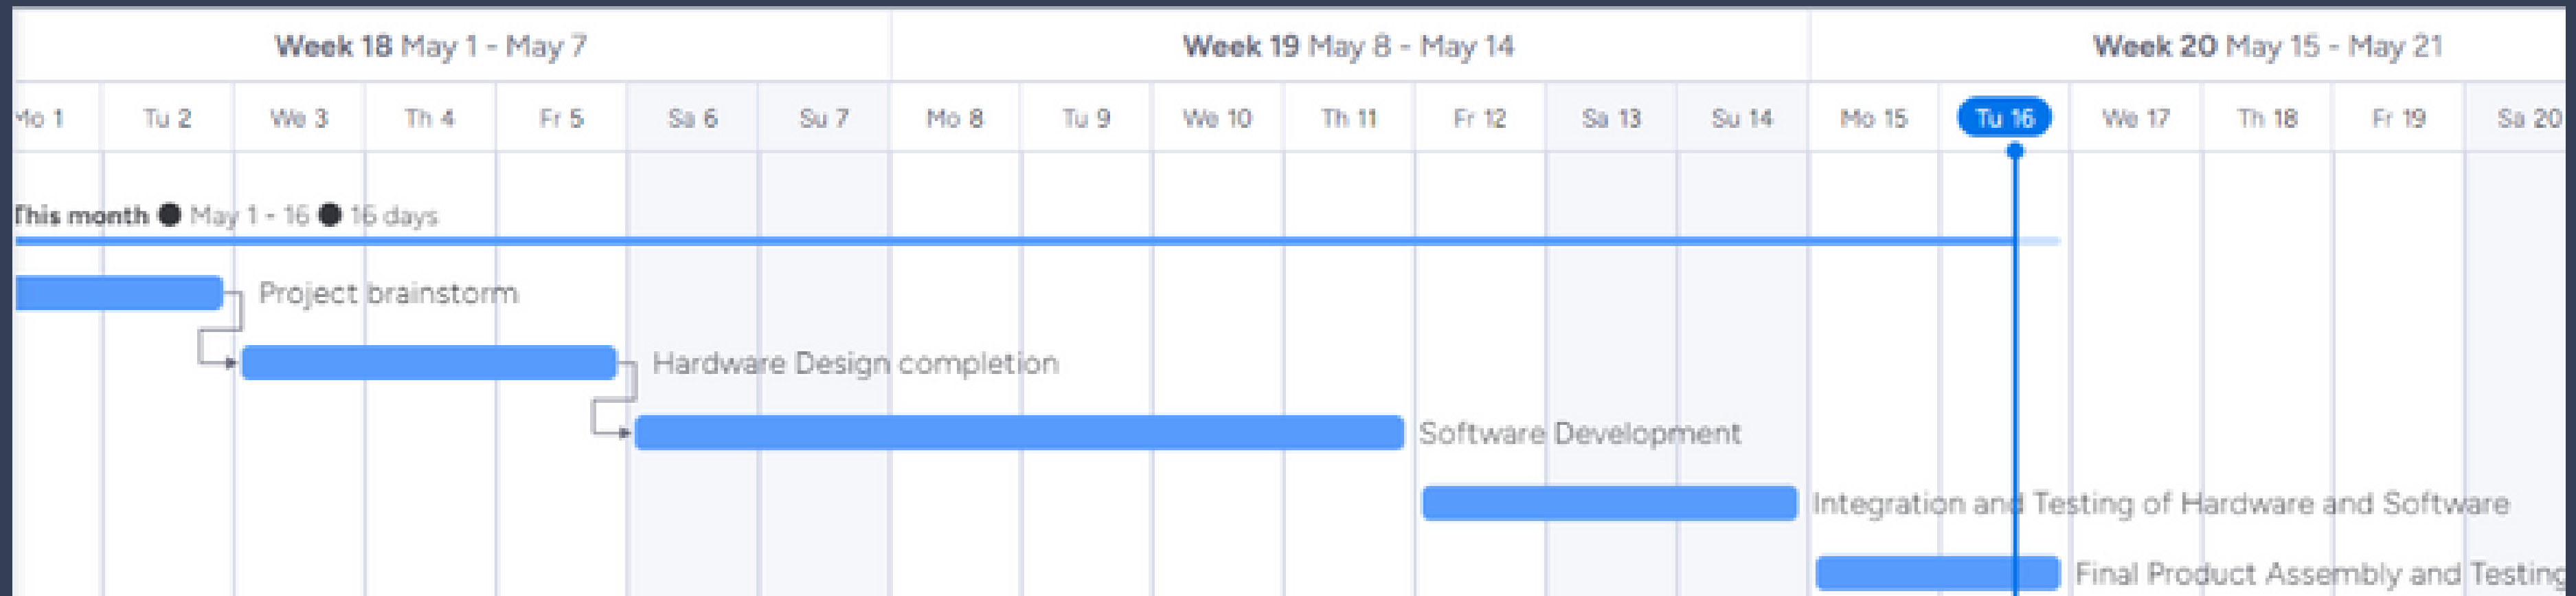 Week 18 May 1 - May 7 Week 19 May 8 - May 14 Week 20 May 15 - May 21
Mo 1 Tu 2 We 3 Th 4 Fr 5 Sa 6 Su 7 Mo 8 Tu 9 We 10 Th 11 Fr 12 Sa 13 Su 14 Mo 15 Tu 16 We 17 Th 18 Fr 19 Sa 20
This month ● May 1 - 16 ● 16 days
Project brainstorm
Hardware Design completion
Software Development
Integration and Testing of Hardware and Software
Final Product Assembly and Testing